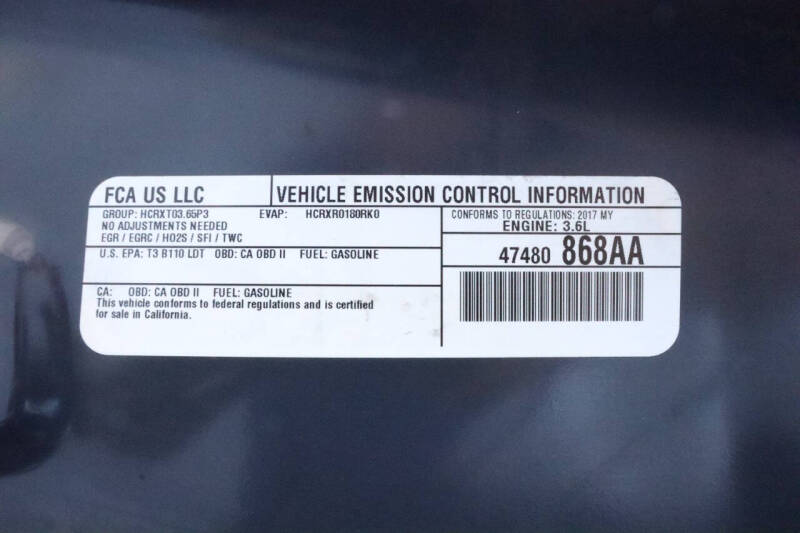 FCA US LLC
VEHICLE EMISSION CONTROL INFORMATION
GROUP: HCRXT03.65P3 EVAP: HCRXR0180RK0
NO ADJUSTMENTS NEEDED
EGR / EGRC / HO2S / SFI / TWC
CONFORMS TO REGULATIONS: 2017 MY
ENGINE: 3.6L
U.S. EPA: T3 B110 LDT OBD: CA OBD II FUEL: GASOLINE
47480 868AA
CA: OBD: CA OBD II FUEL: GASOLINE
This vehicle conforms to federal regulations and is certified
for sale in California.